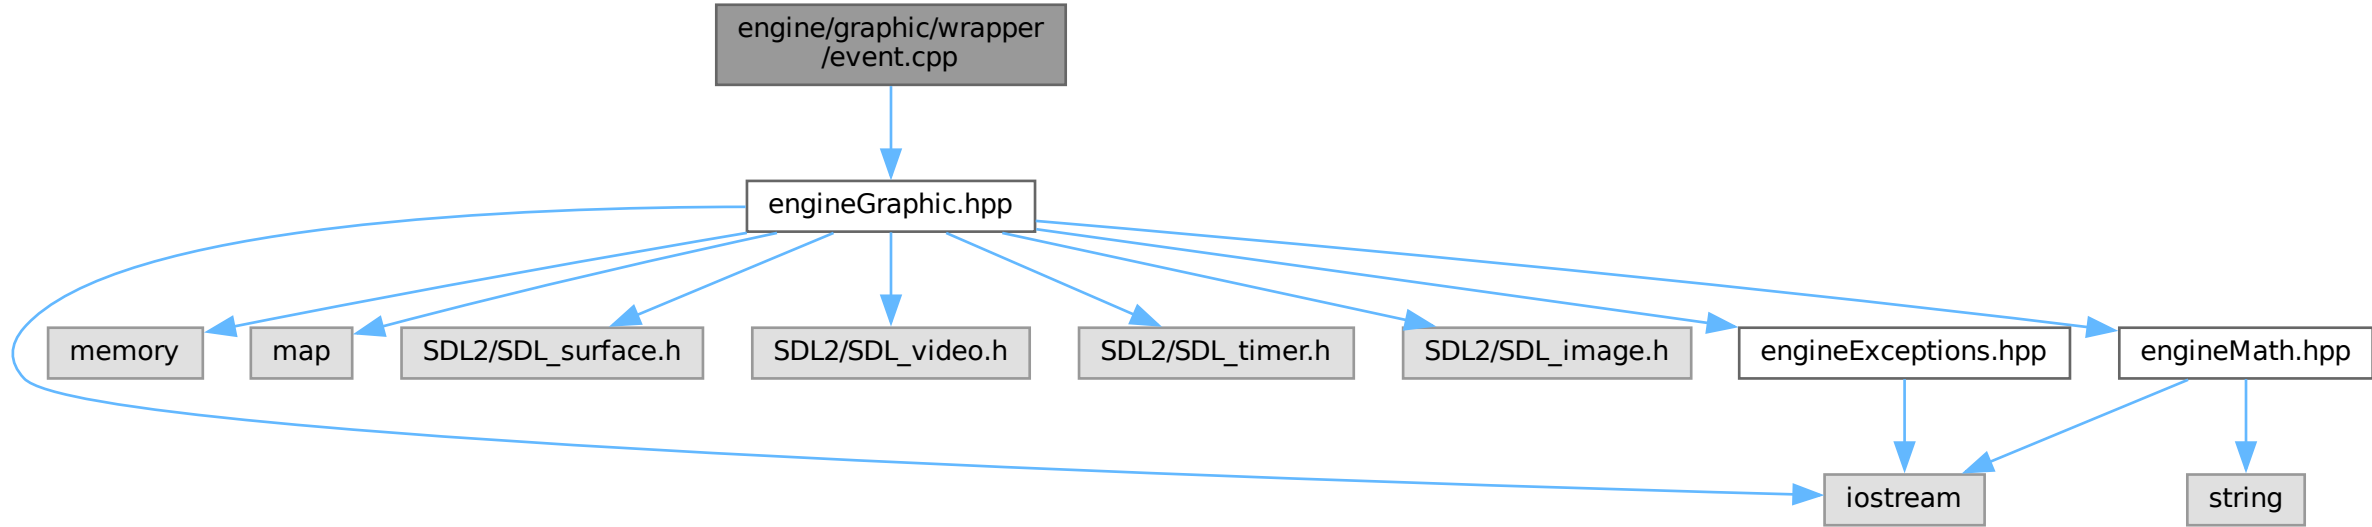 engine/graphic/wrapper
/event.cpp
engineGraphic.hpp
memory
map
SDL2/SDL_surface.h
SDL2/SDL_video.h
SDL2/SDL_timer.h
SDL2/SDL_image.h
engineExceptions.hpp
engineMath.hpp
iostream
string